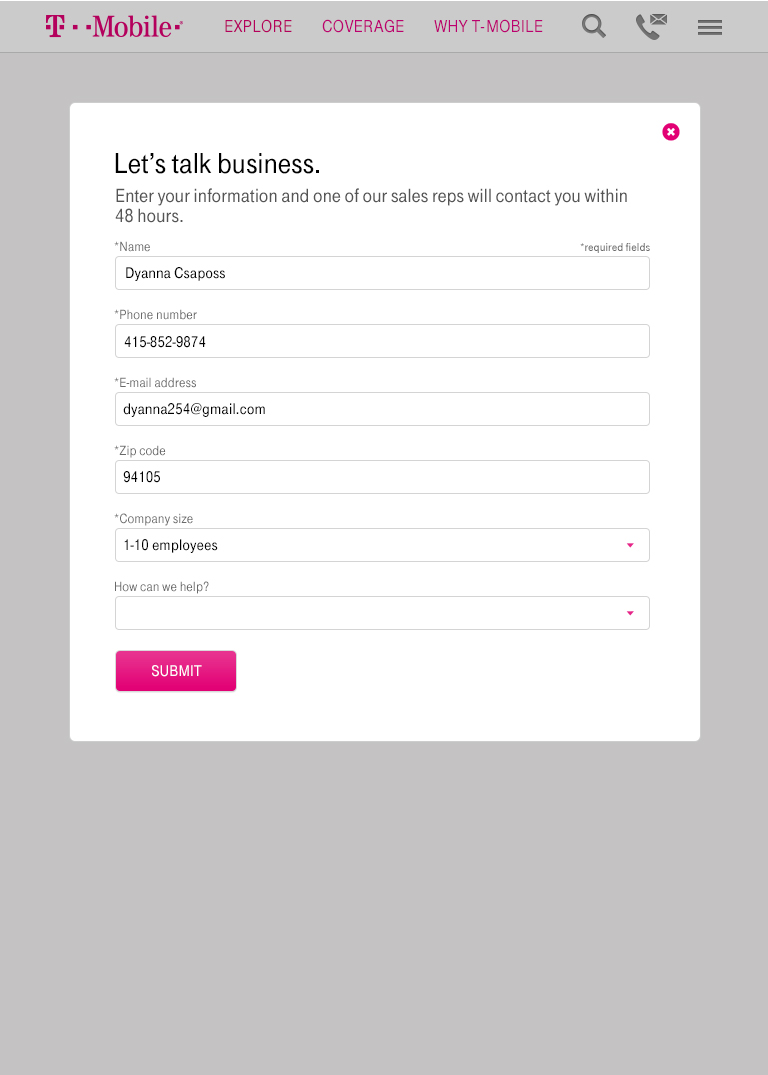 T··Mobile·
EXPLORE COVERAGE WHY T-MOBILE
Let's talk business.
Enter your information and one of our sales reps will contact you within
48 hours.
*Name *required fields
Dyanna Csaposs
*Phone number
415-852-9874
*E-mail address
dyanna254@gmail.com
*Zip code
94105
*Company size
1-10 employees
How can we help?
SUBMIT